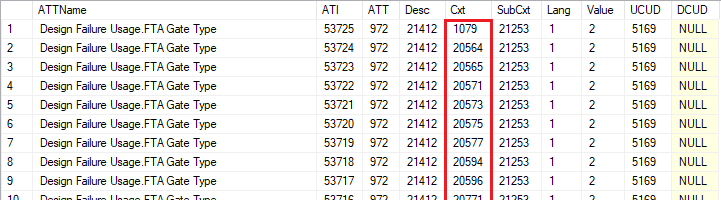 ATTName ATI ATT Desc Cxt SubCxt Lang Value UCUD DCUD
1 Design Failure Usage.FTA Gate Type 53725 972 21412 1079 21253 1 2 5169 NULL
2 Design Failure Usage.FTA Gate Type 53724 972 21412 20564 21253 1 2 5169 NULL
3 Design Failure Usage.FTA Gate Type 53723 972 21412 20565 21253 1 2 5169 NULL
4 Design Failure Usage.FTA Gate Type 53722 972 21412 20571 21253 1 2 5169 NULL
5 Design Failure Usage.FTA Gate Type 53721 972 21412 20573 21253 1 2 5169 NULL
6 Design Failure Usage.FTA Gate Type 53720 972 21412 20575 21253 1 2 5169 NULL
7 Design Failure Usage.FTA Gate Type 53719 972 21412 20577 21253 1 2 5169 NULL
8 Design Failure Usage.FTA Gate Type 53718 972 21412 20594 21253 1 2 5169 NULL
9 Design Failure Usage.FTA Gate Type 53717 972 21412 20596 21253 1 2 5169 NULL
10 Design Failure Usage.FTA Gate Type 53716 972 21412 20771 21253 1 2 5169 NULL